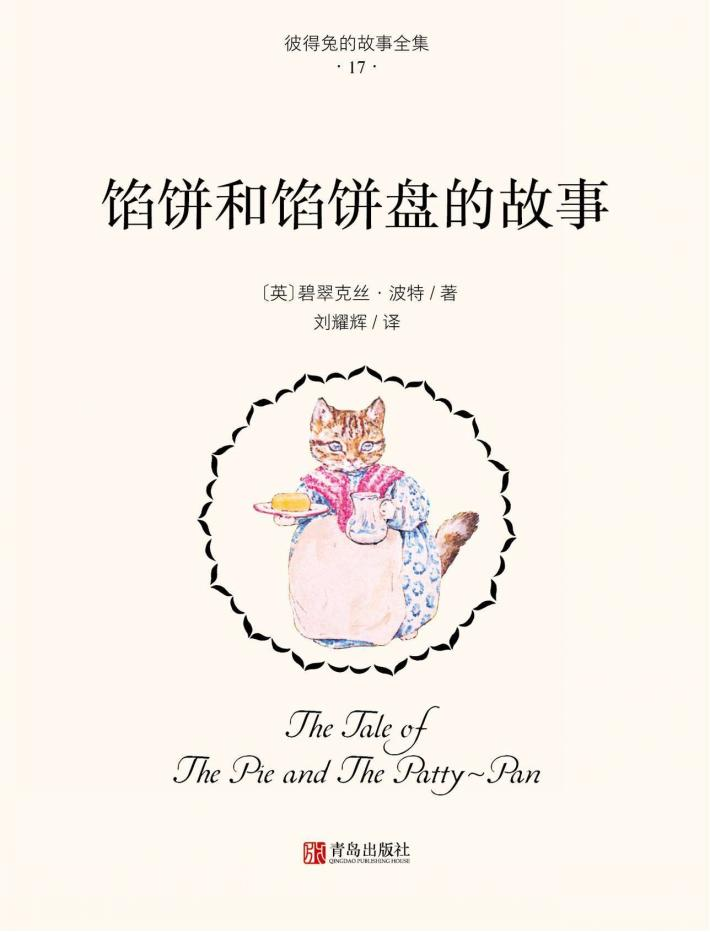 彼得兔的故事全集
·17·
馅饼和馅饼盘的故事
〔英〕碧翠克丝·波特 / 著
刘耀辉 / 译
The Tale of
The Pie and The Patty~Pan
青岛出版社
QINGDAO PUBLISHING HOUSE